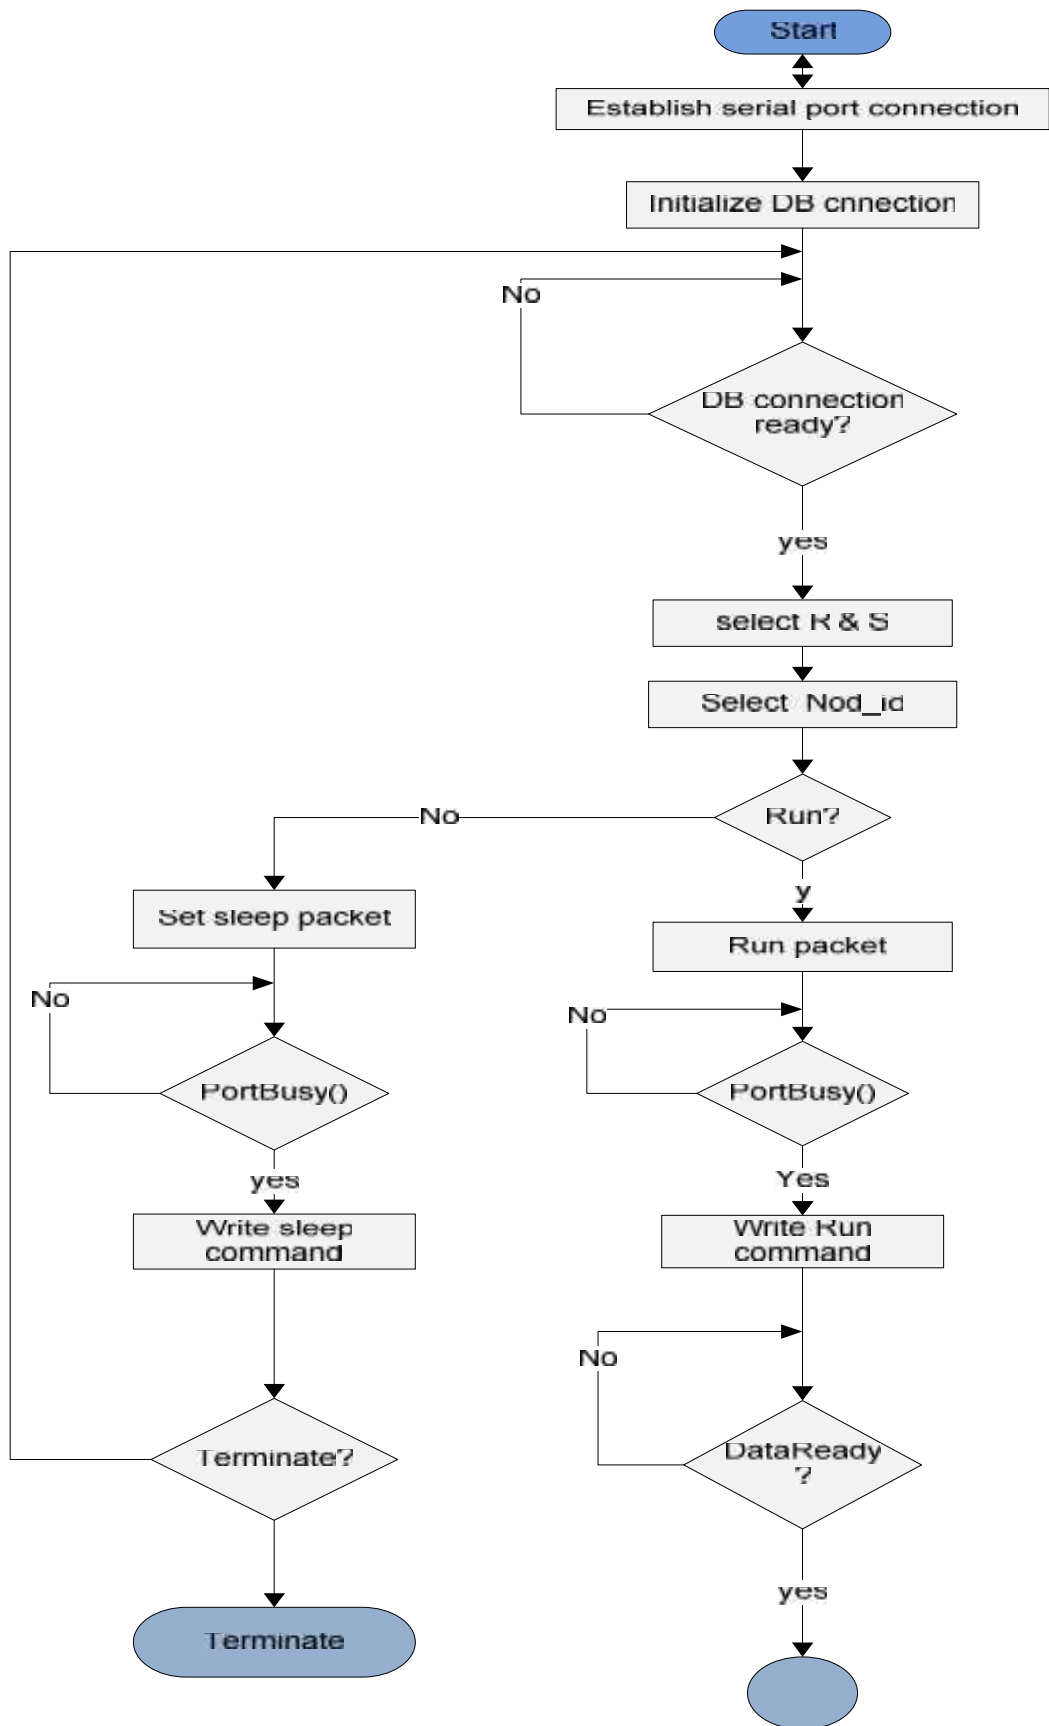 Start
Establish serial port connection
Initialize DB cnnection
No
DB connection
ready?
yes
select R & S
Select Nod_id
Run?
No
y
Set sleep packet
Run packet
No
No
PortBusy()
PortBusy()
yes
Yes
Write sleep
command
Write Run
command
No
Terminate?
DataReady
?
yes
Terminate